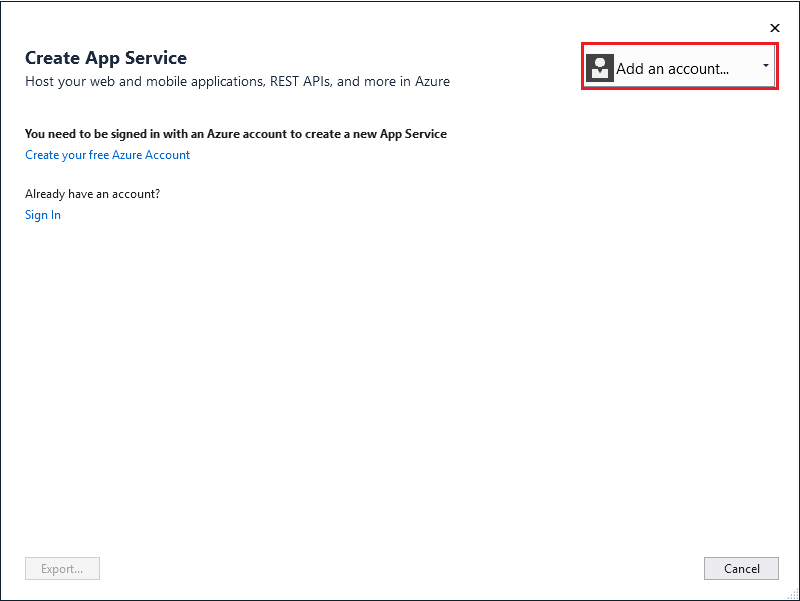 Create App Service
Host your web and mobile applications, REST APIs, and more in Azure
Add an account...
You need to be signed in with an Azure account to create a new App Service
Create your free Azure Account
Already have an account?
Sign In
Export...
Cancel